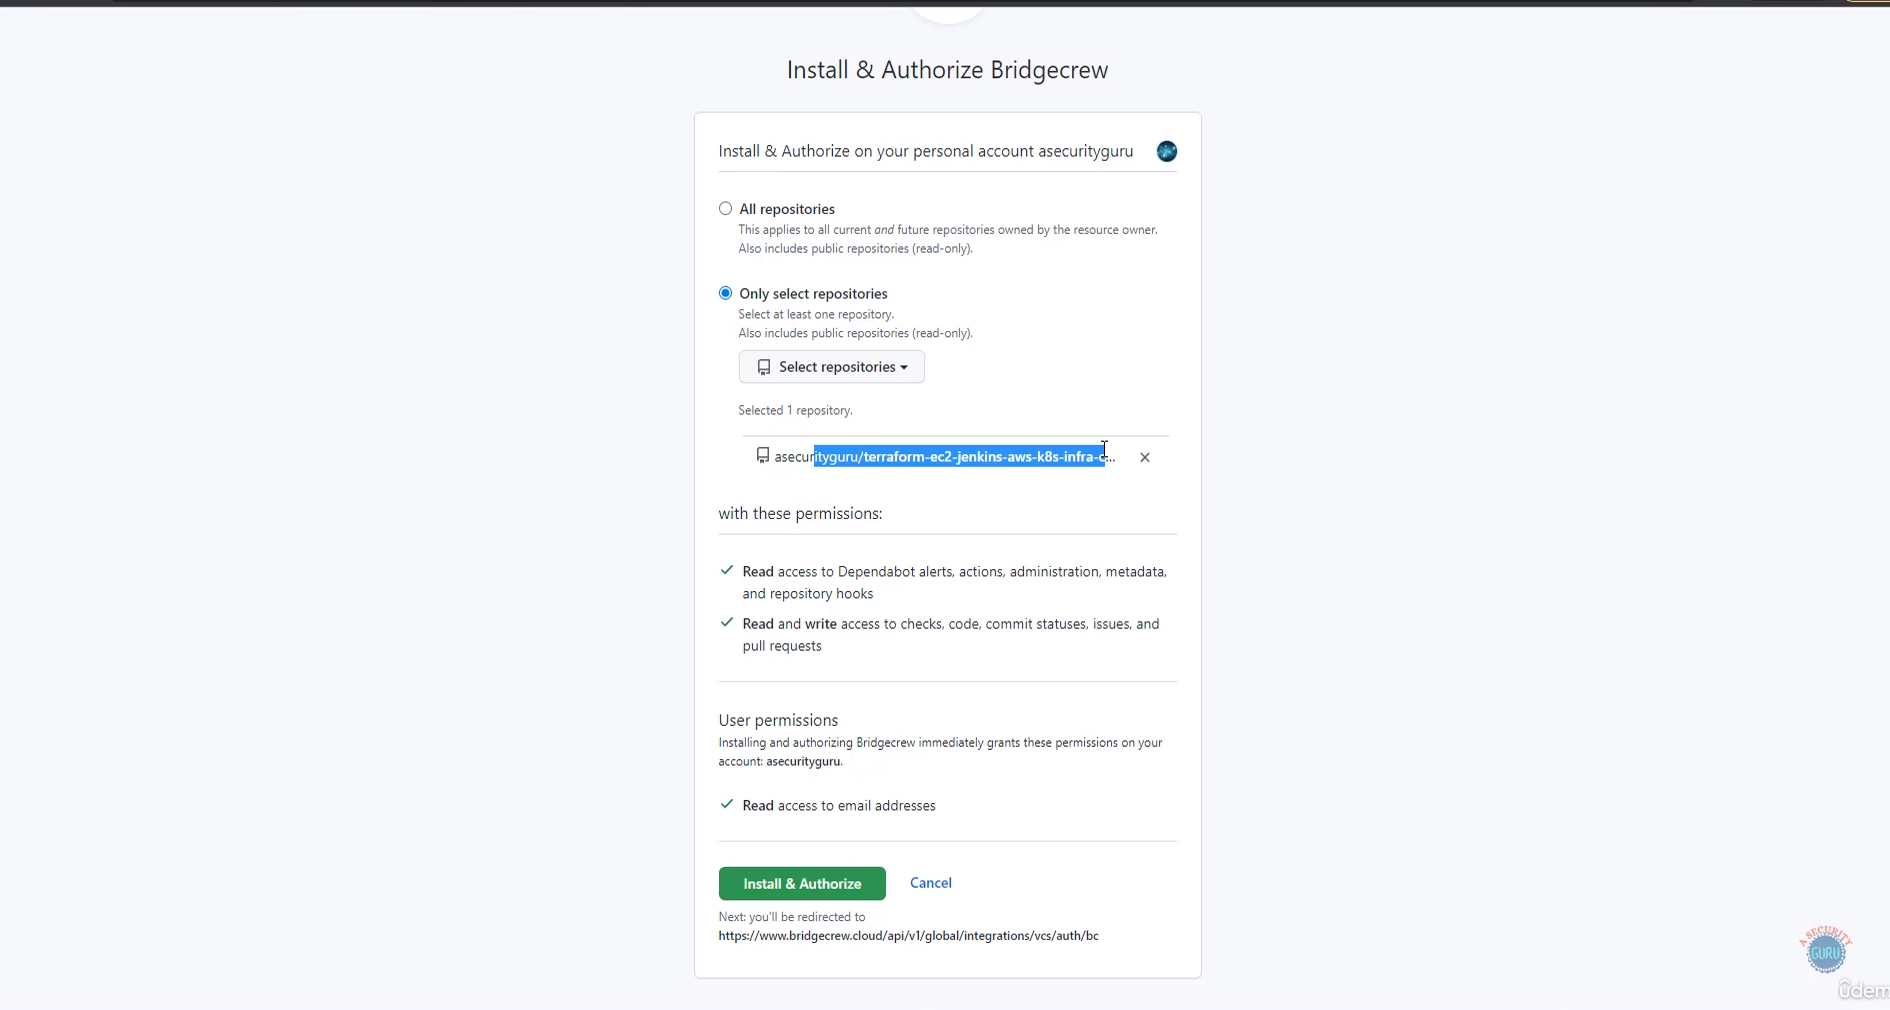 Install & Authorize Bridgecrew
Install & Authorize on your personal account asecurityguru
All repositories
This applies to all current and future repositories owned by the resource owner.
Also includes public repositories (read-only).
Only select repositories
Select at least one repository.
Also includes public repositories (read-only).
Select repositories
Selected 1 repository.
asecurityguru/terraform-ec2-jenkins-aws-k8s-infra-c...
with these permissions:
Read access to Dependabot alerts, actions, administration, metadata,
and repository hooks
Read and write access to checks, code, commit statuses, issues, and
pull requests
User permissions
Installing and authorizing Bridgecrew immediately grants these permissions on your
account: asecurityguru.
Read access to email addresses
Install & Authorize
Cancel
Next: you'll be redirected to
https://www.bridgecrew.cloud/api/v1/global/integrations/vcs/auth/bc
A SECURITY
GURU
ûdem